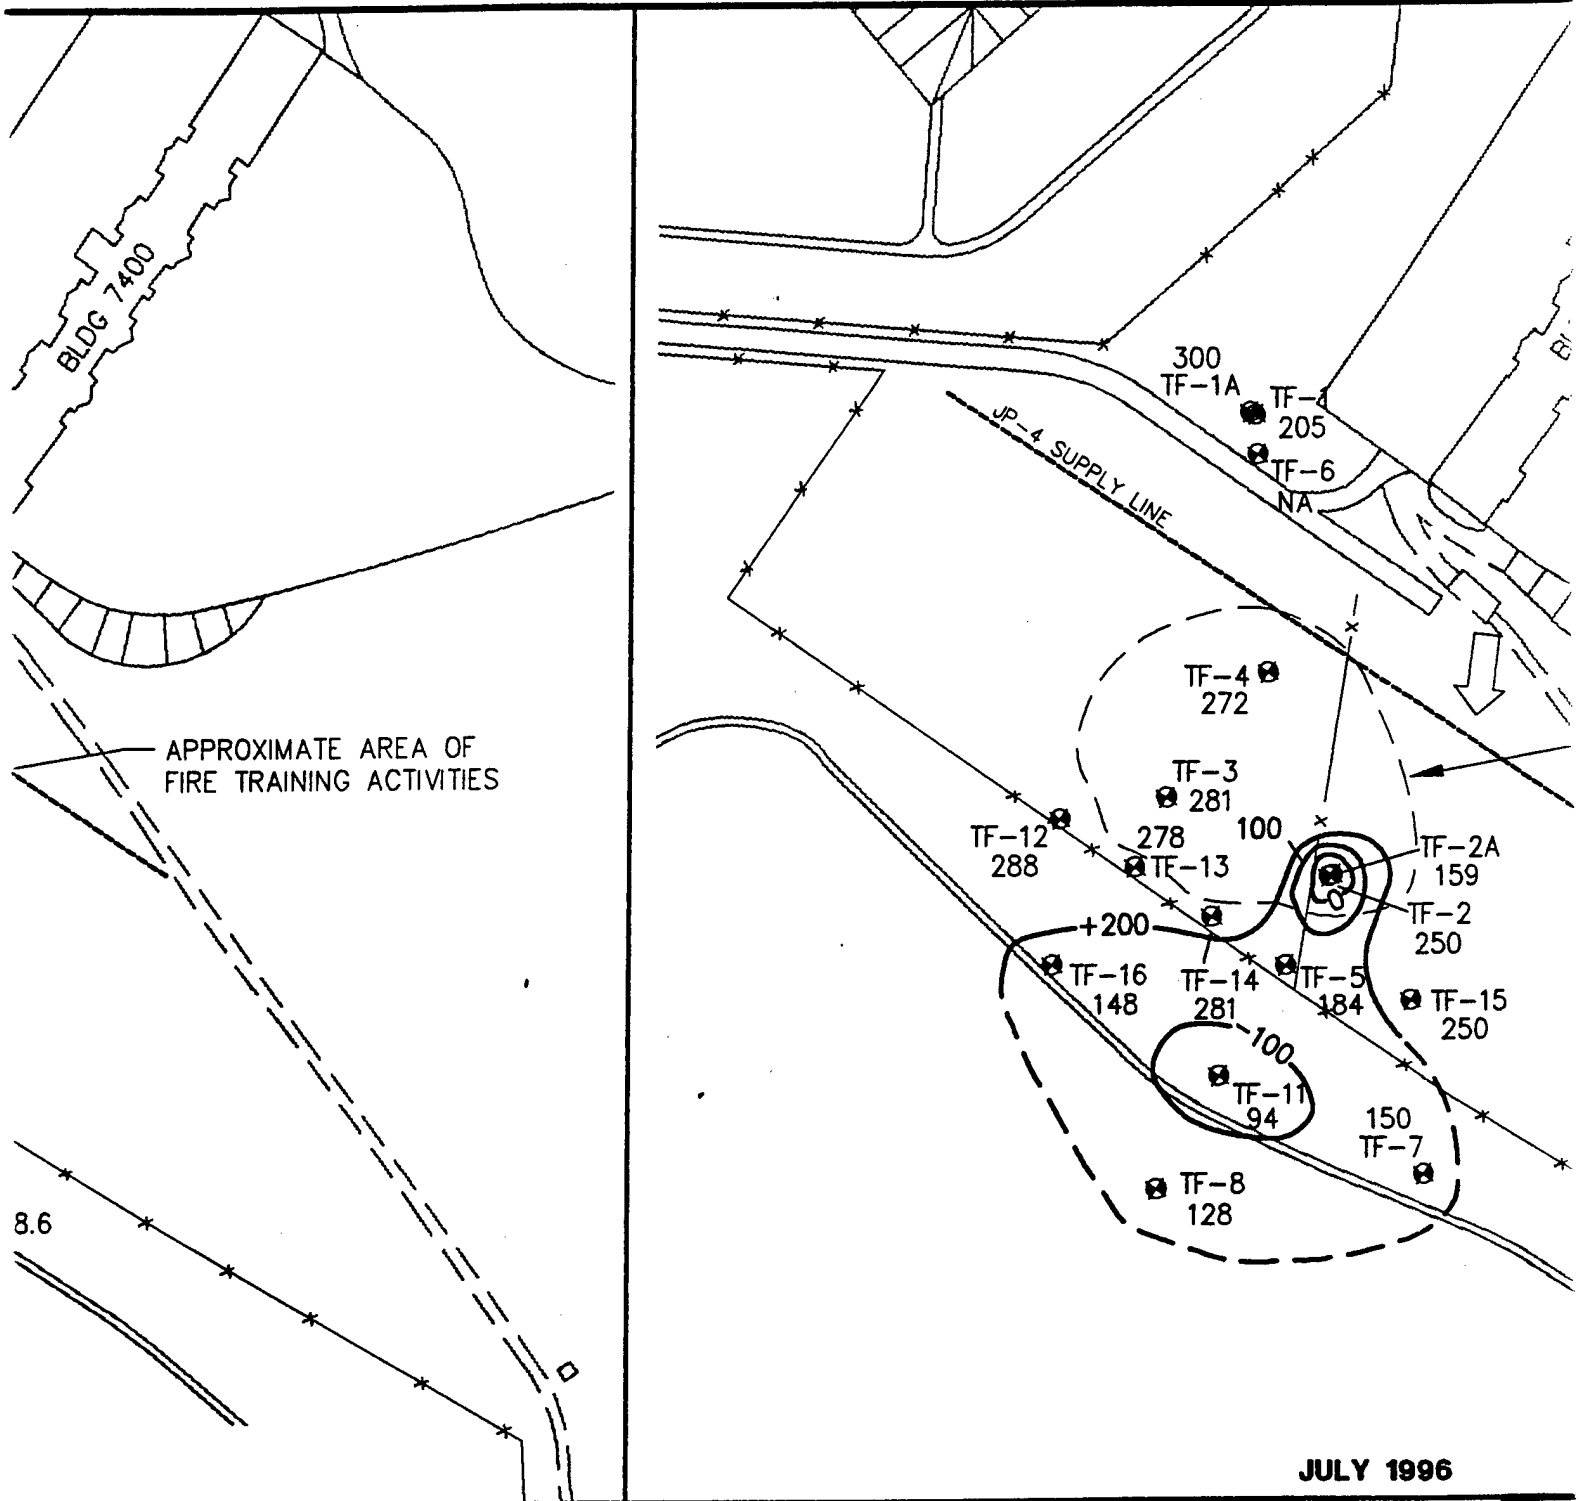 BLDG 7400
APPROXIMATE AREA OF
FIRE TRAINING ACTIVITIES
8.6
300
TF-1A
205
TF-6
NA
JP-4 SUPPLY LINE
TF-4
272
TF-3
281
278
TF-13
TF-12
288
100
TF-2A
159
TF-2
250
0
+200
TF-16
148
TF-14
281
TF-5
184
TF-15
250
-100
TF-11
94
150
TF-7
TF-8
128
JULY 1996